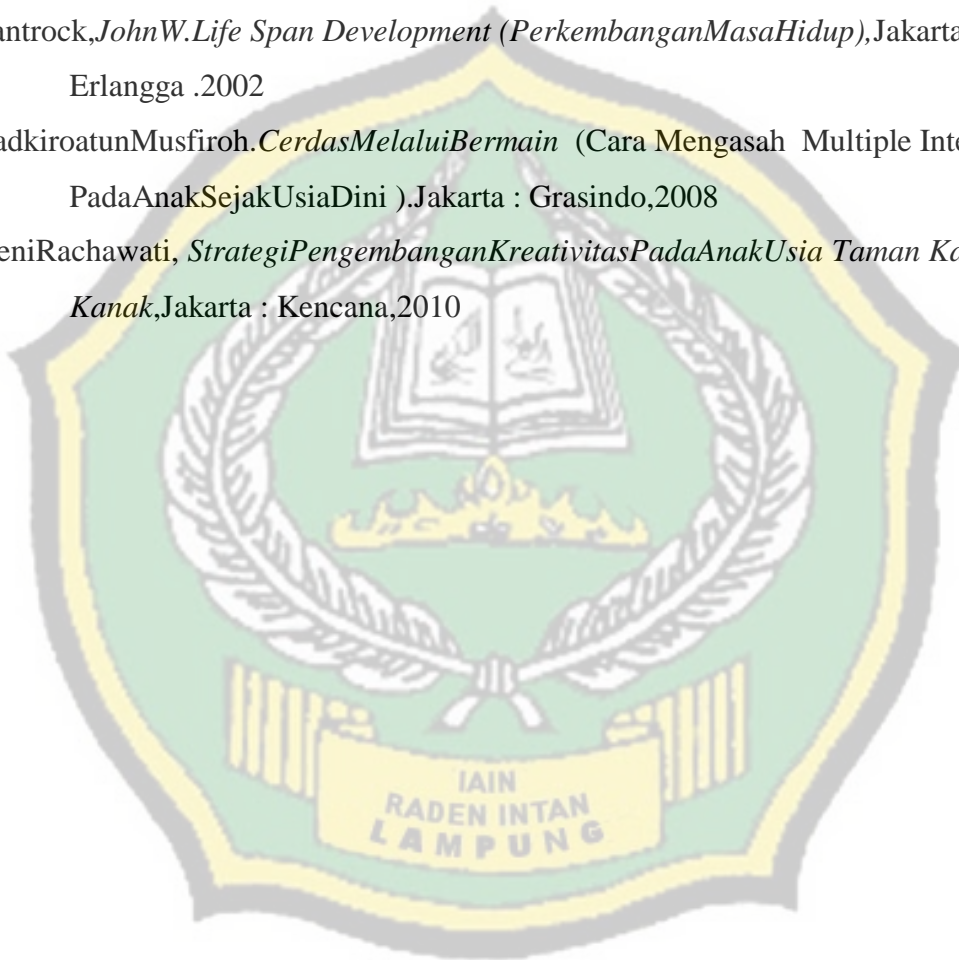 antrock,JohnW.Life Span Development (PerkembanganMasaHidup),Jakarta
Erlangga .2002
adkiroatunMusfiroh.CerdasMelaluiBermain (Cara Mengasah Multiple Inte
PadaAnakSejakUsiaDini ).Jakarta : Grasindo,2008
eniRachawati, StrategiPengembanganKreativitasPadaAnakUsia Taman Ka
Kanak,Jakarta : Kencana,2010
IAIN
RADEN INTAN
LAMPUNG